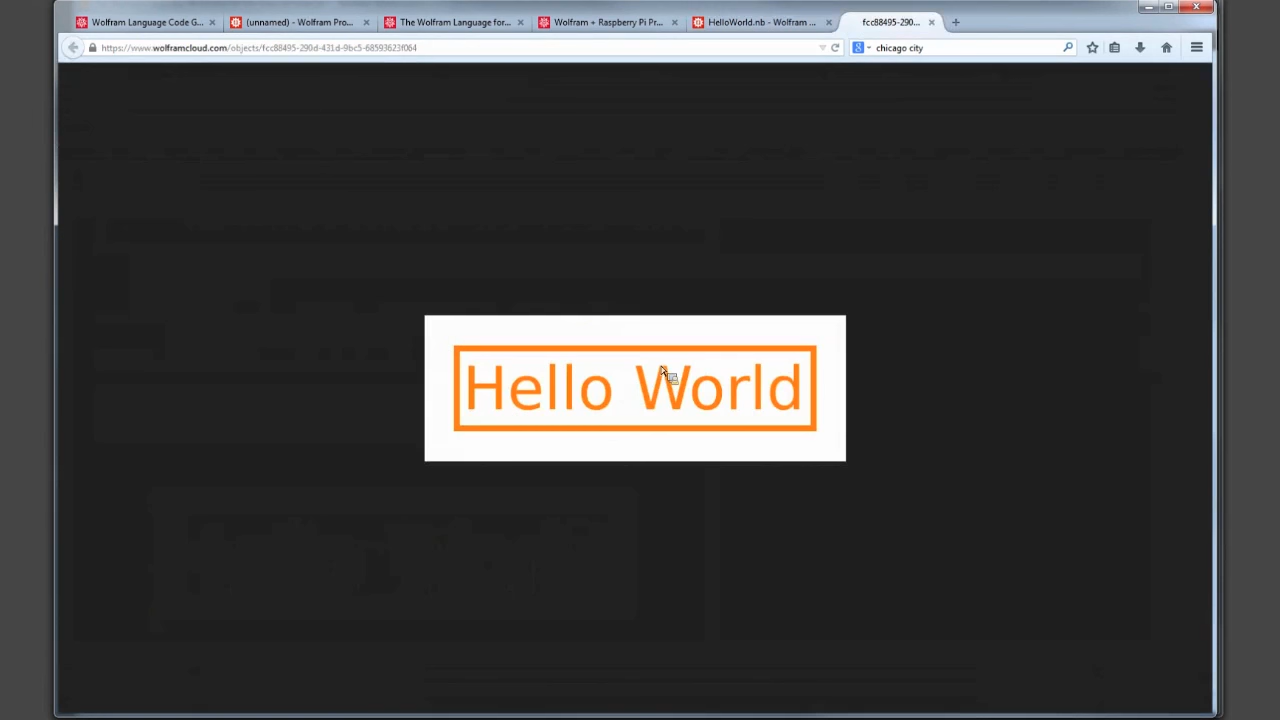 Wolfram Language Code G...
(unnamed) - Wolfram Pro...
The Wolfram Language for...
Wolfram + Raspberry Pi Pr...
HelloWorld.nb - Wolfram ...
fcc88495-290...
https://www.wolframcloud.com/objects/fcc88495-290d-431d-9bc5-68593623f064
chicago city
Hello World